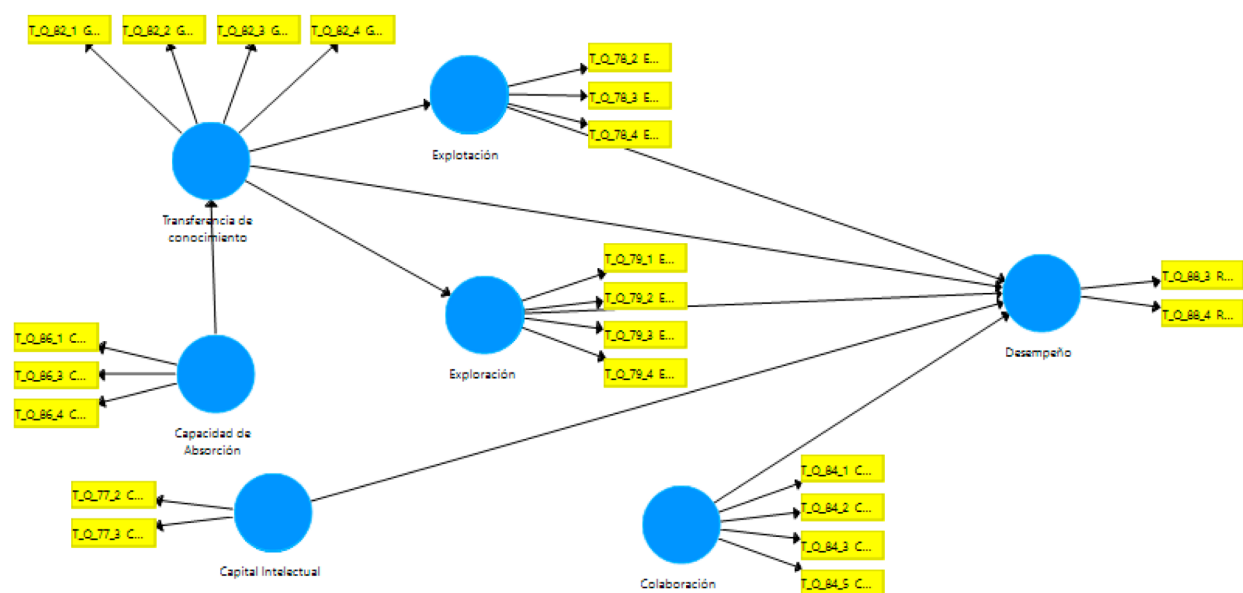 T_Q_82_1 G...
T_Q_82_2 G...
T_Q_82_3 G...
T_Q_82_4 G...
T_Q_78_2 E...
T_Q_78_3 E...
T_Q_78_4 E...
Explotación
Transferencia de
conocimiento
T_Q_79_1 E...
T_Q_79_2 E...
T_Q_79_3 E...
T_Q_79_4 E...
Exploración
T_Q_88_3 R...
T_Q_88_4 R...
Desempeño
T_Q_86_1 C...
T_Q_86_3 C...
T_Q_86_4 C...
Capacidad de
Absorción
T_Q_77_2 C...
T_Q_77_3 C...
Capital Intelectual
T_Q_84_1 C...
T_Q_84_2 C...
T_Q_84_3 C...
T_Q_84_5 C...
Colaboración